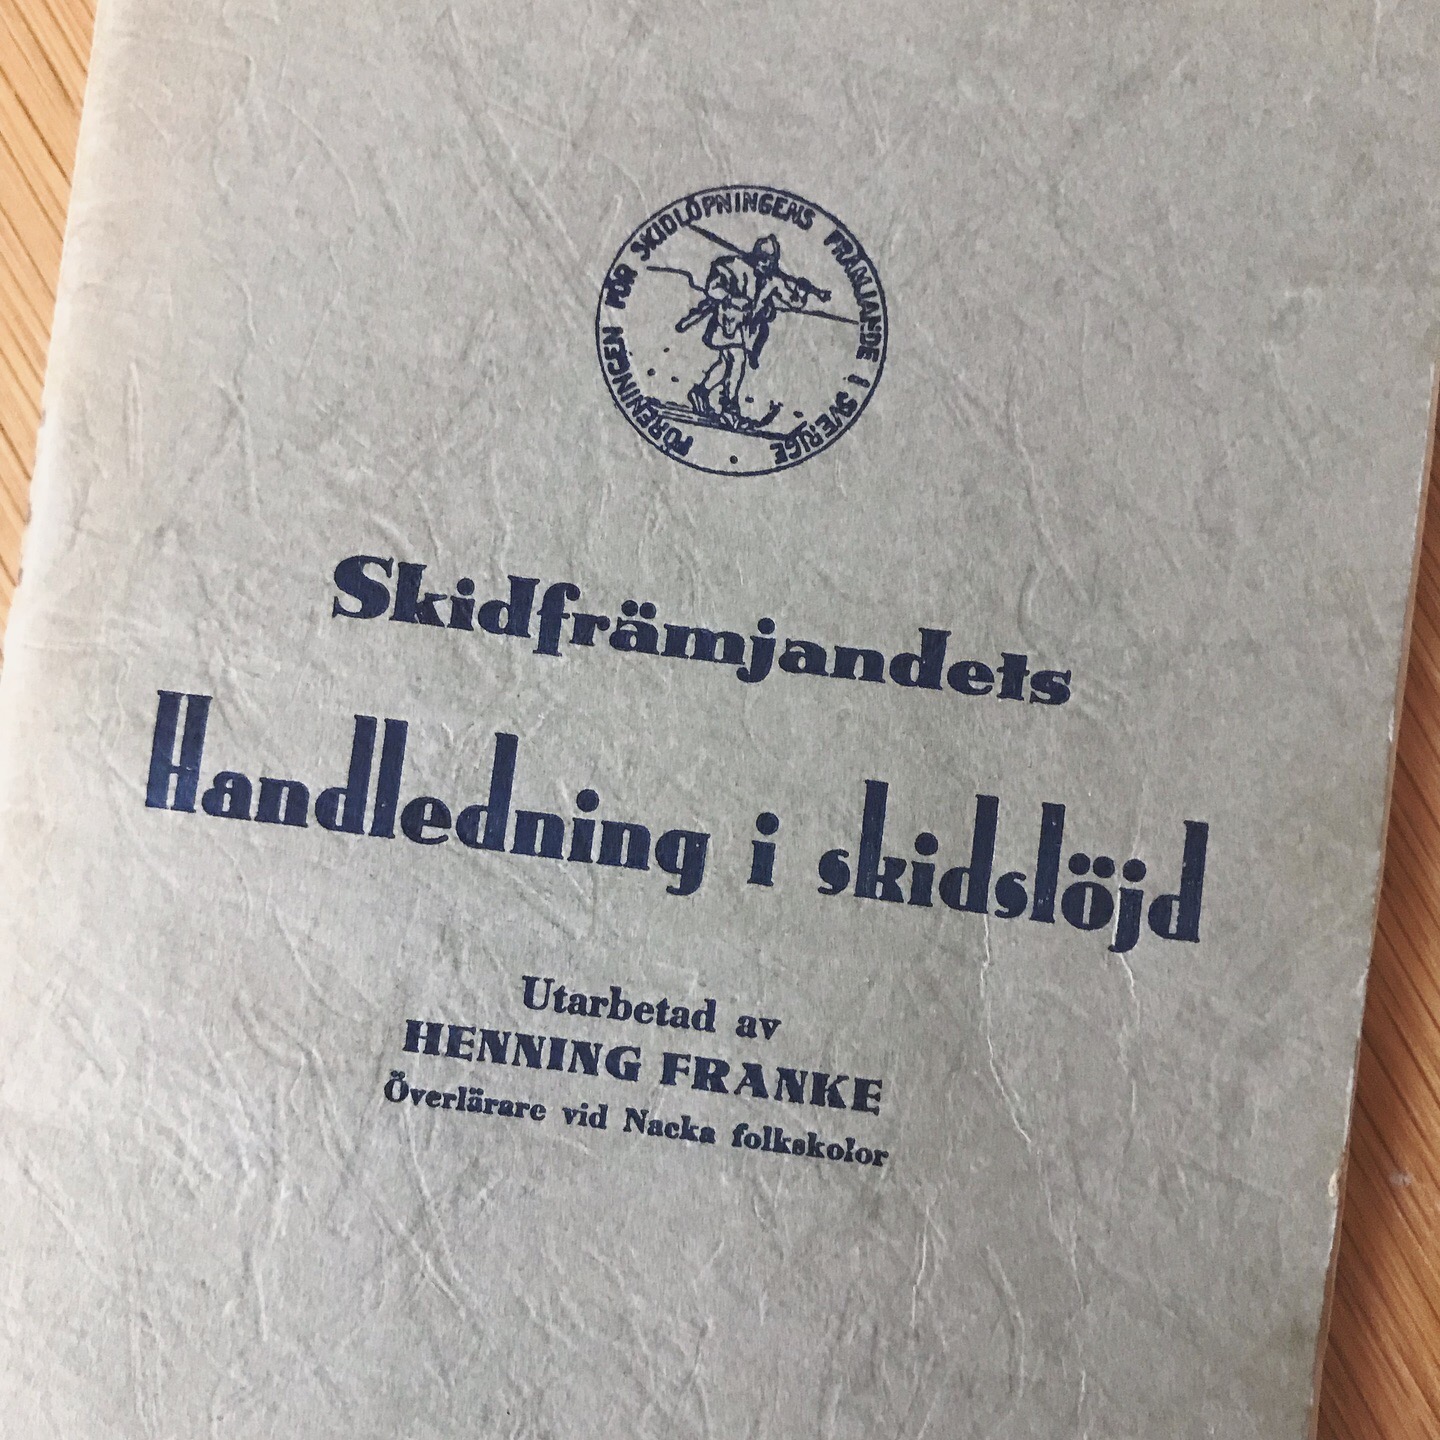 FÖRENINGEN FÖR SKIDLÖPNINGENS FRÄMJANDE I SVERIGE
Skidfrämjandets
Handledning i skidslöjd
Utarbetad av
HENNING FRANKE
Överlärare vid Nacka folkskolor